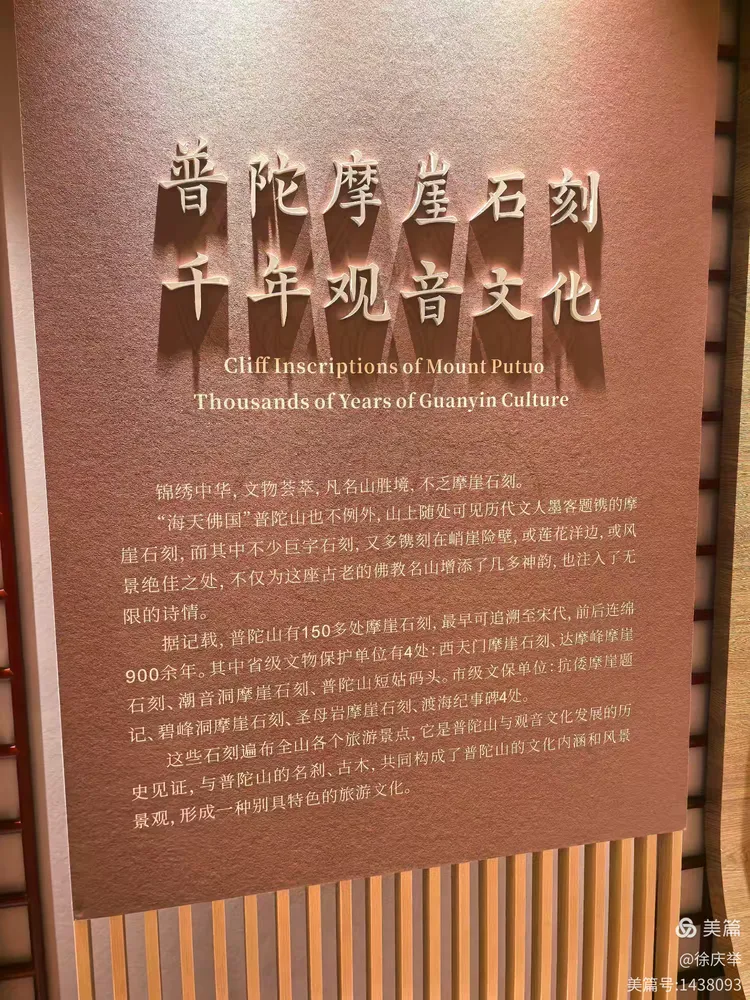 普陀摩崖石刻
千年观音文化
Cliff Inscriptions of Mount Putuo
Thousands of Years of Guanyin Culture
锦绣中华，文物荟萃，凡名山胜境，不乏摩崖石刻。
“海天佛国”普陀山也不例外，山上随处可见历代文人墨客题镌的摩
崖石刻，而其中不少巨字石刻，又多镌刻在峭崖险壁，或莲花洋边，或风
景绝佳之处，不仅为这座古老的佛教名山增添了几多神韵，也注入了无
限的诗情。
据记载，普陀山有150多处摩崖石刻，最早可追溯至宋代，前后连绵
900余年。其中省级文物保护单位有4处：西天门摩崖石刻、达摩峰摩崖
石刻、潮音洞摩崖石刻、普陀山短姑码头。市级文保单位：抗倭摩崖题
记、碧峰洞摩崖石刻、圣母岩摩崖石刻、渡海纪事碑4处。
这些石刻遍布全山各个旅游景点，它是普陀山与观音文化发展的历
史见证，与普陀山的名刹、古木，共同构成了普陀山的文化内涵和风景
景观，形成一种别具特色的旅游文化。
美篇
@徐庆举
美篇号:1438093